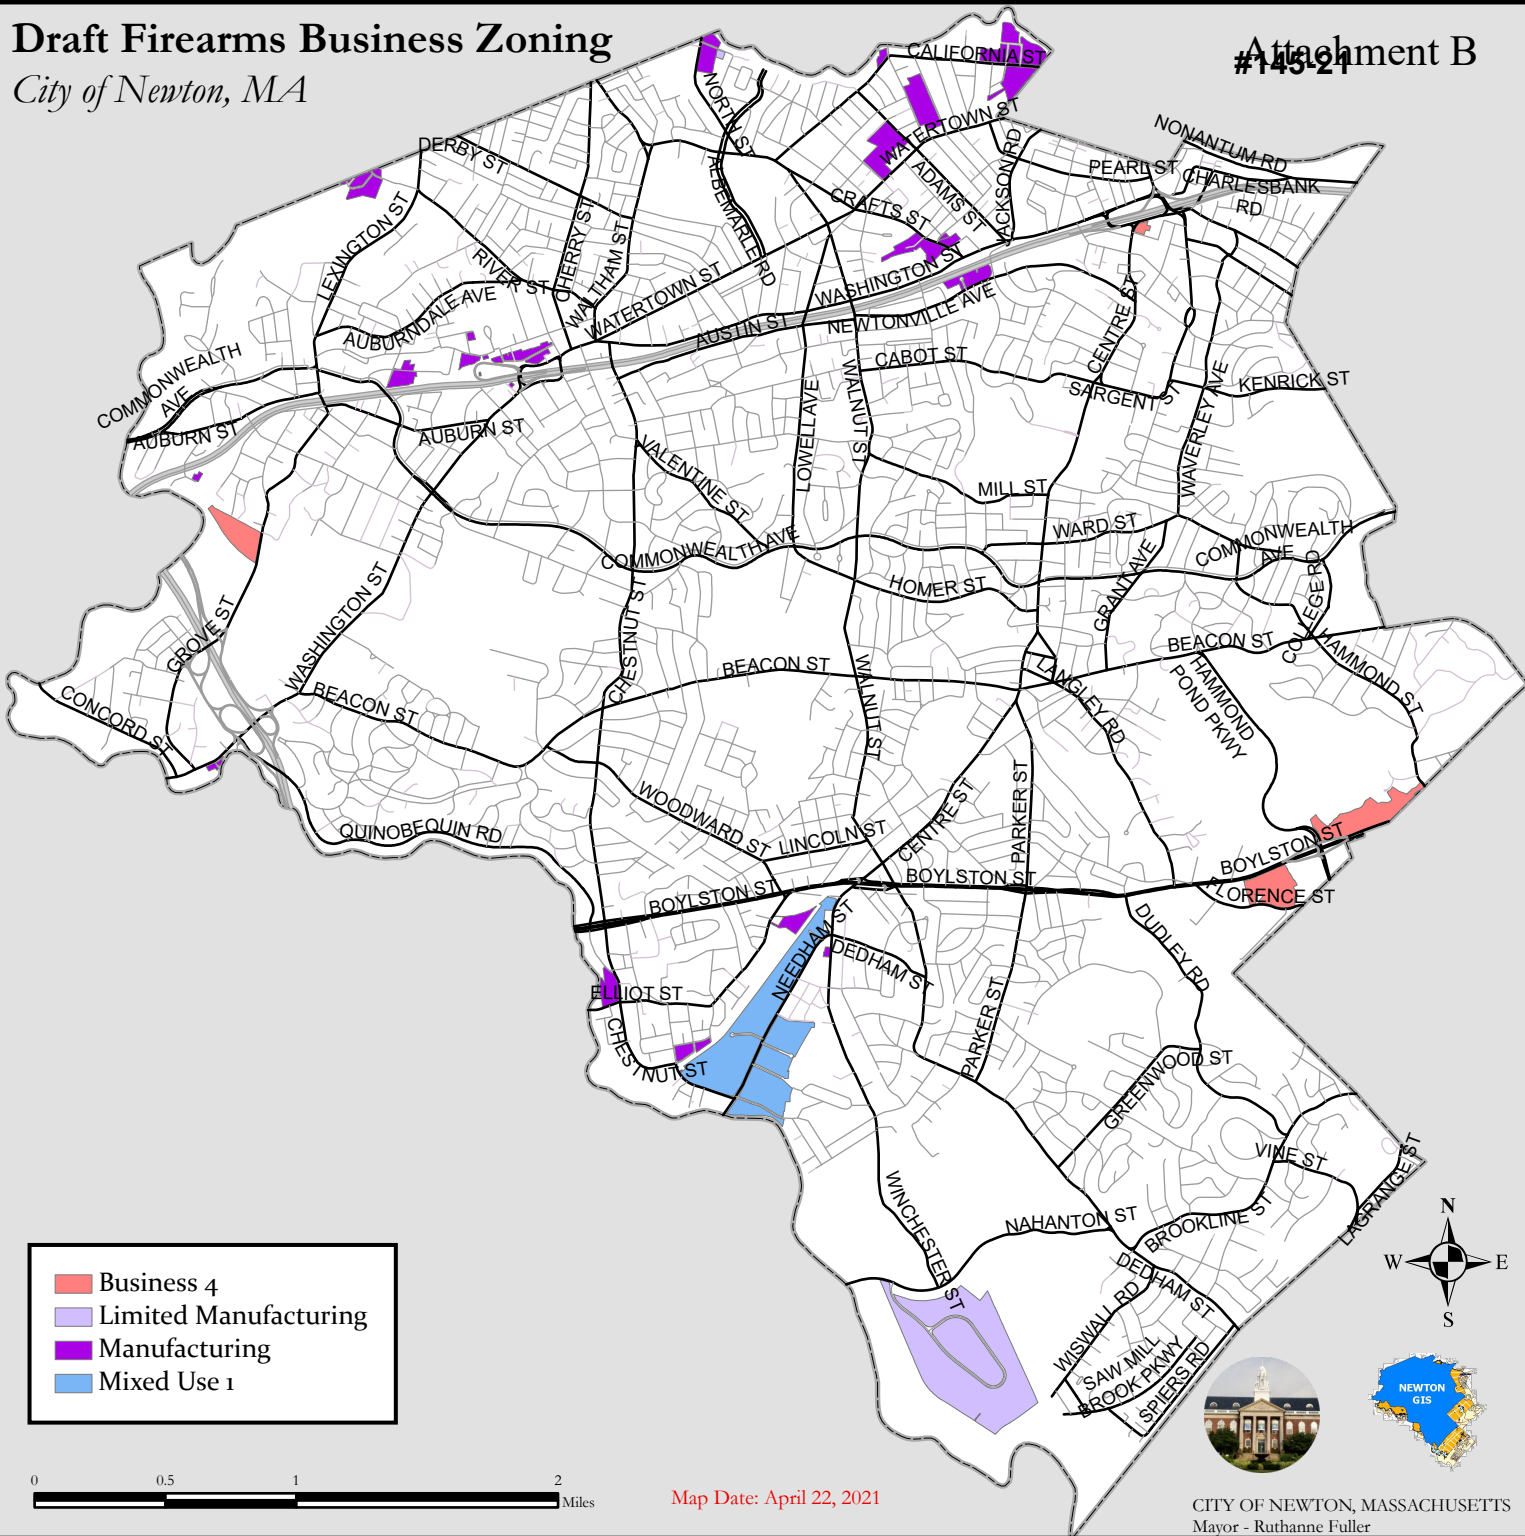 Draft Firearms Business Zoning
City of Newton, MA
Attachment B
#145-21
CALIFORNIA ST
NORTH ST
WATERTOWN ST
NONANTUM RD
DERBY ST
PEARL ST
CHARLESBANK
RD
JACKSON RD
ADAMS ST
ALBEMARLE RD
CRAFTS ST
LEXINGTON ST
CHERRY ST
WALTHAM ST
RIVER ST
ST
WATERTOWN ST
WASHINGTON ST
AUBURNDALE AVE
AUSTIN ST
NEWTONVILLE AVE
CENTRE ST
COMMONWEALTH
AVE
CABOT ST
SARGENT
ST
KENRICK ST
WAVERLEY AVE
AUBURN ST
AUBURN ST
LOWELL AVE
WALNUT ST
VALENTINE ST
MILL ST
WARD ST
COMMONWEALTH
AVE
COMMONWEALTH AVE
HOMER ST
GRANT AVE
COLLEGE RD
WASHINGTON ST
CHESTNUT ST
GROVE ST
BEACON ST
BEACON ST
HAMMOND ST
LANGLEY RD
HAMMOND
POND PKWY
WALNUT ST
CONCORD ST
BEACON ST
WOODWARD ST
LINCOLN ST
CENTRE ST
PARKER ST
QUINOBEQUIN RD
BOYLSTON ST
BOYLSTON ST
BOYLSTON ST
FLORENCE ST
NEEDHAM ST
DEDHAM ST
DUDLEY RD
ELLIOT ST
CHESTNUT ST
PARKER ST
GREENWOOD ST
VINE ST
LAGRANGE ST
WINCHESTER ST
NAHANTON ST
BROOKLINE ST
DEDHAM ST
WISWALL RD
SAW MILL
BROOK PKWY
SPIERS RD
N
W
E
S
Business 4
Limited Manufacturing
Manufacturing
Mixed Use 1
0
0.5
1
2
Miles
Map Date: April 22, 2021
NEWTON
GIS
CITY OF NEWTON, MASSACHUSETTS
Mayor - Ruthanne Fuller